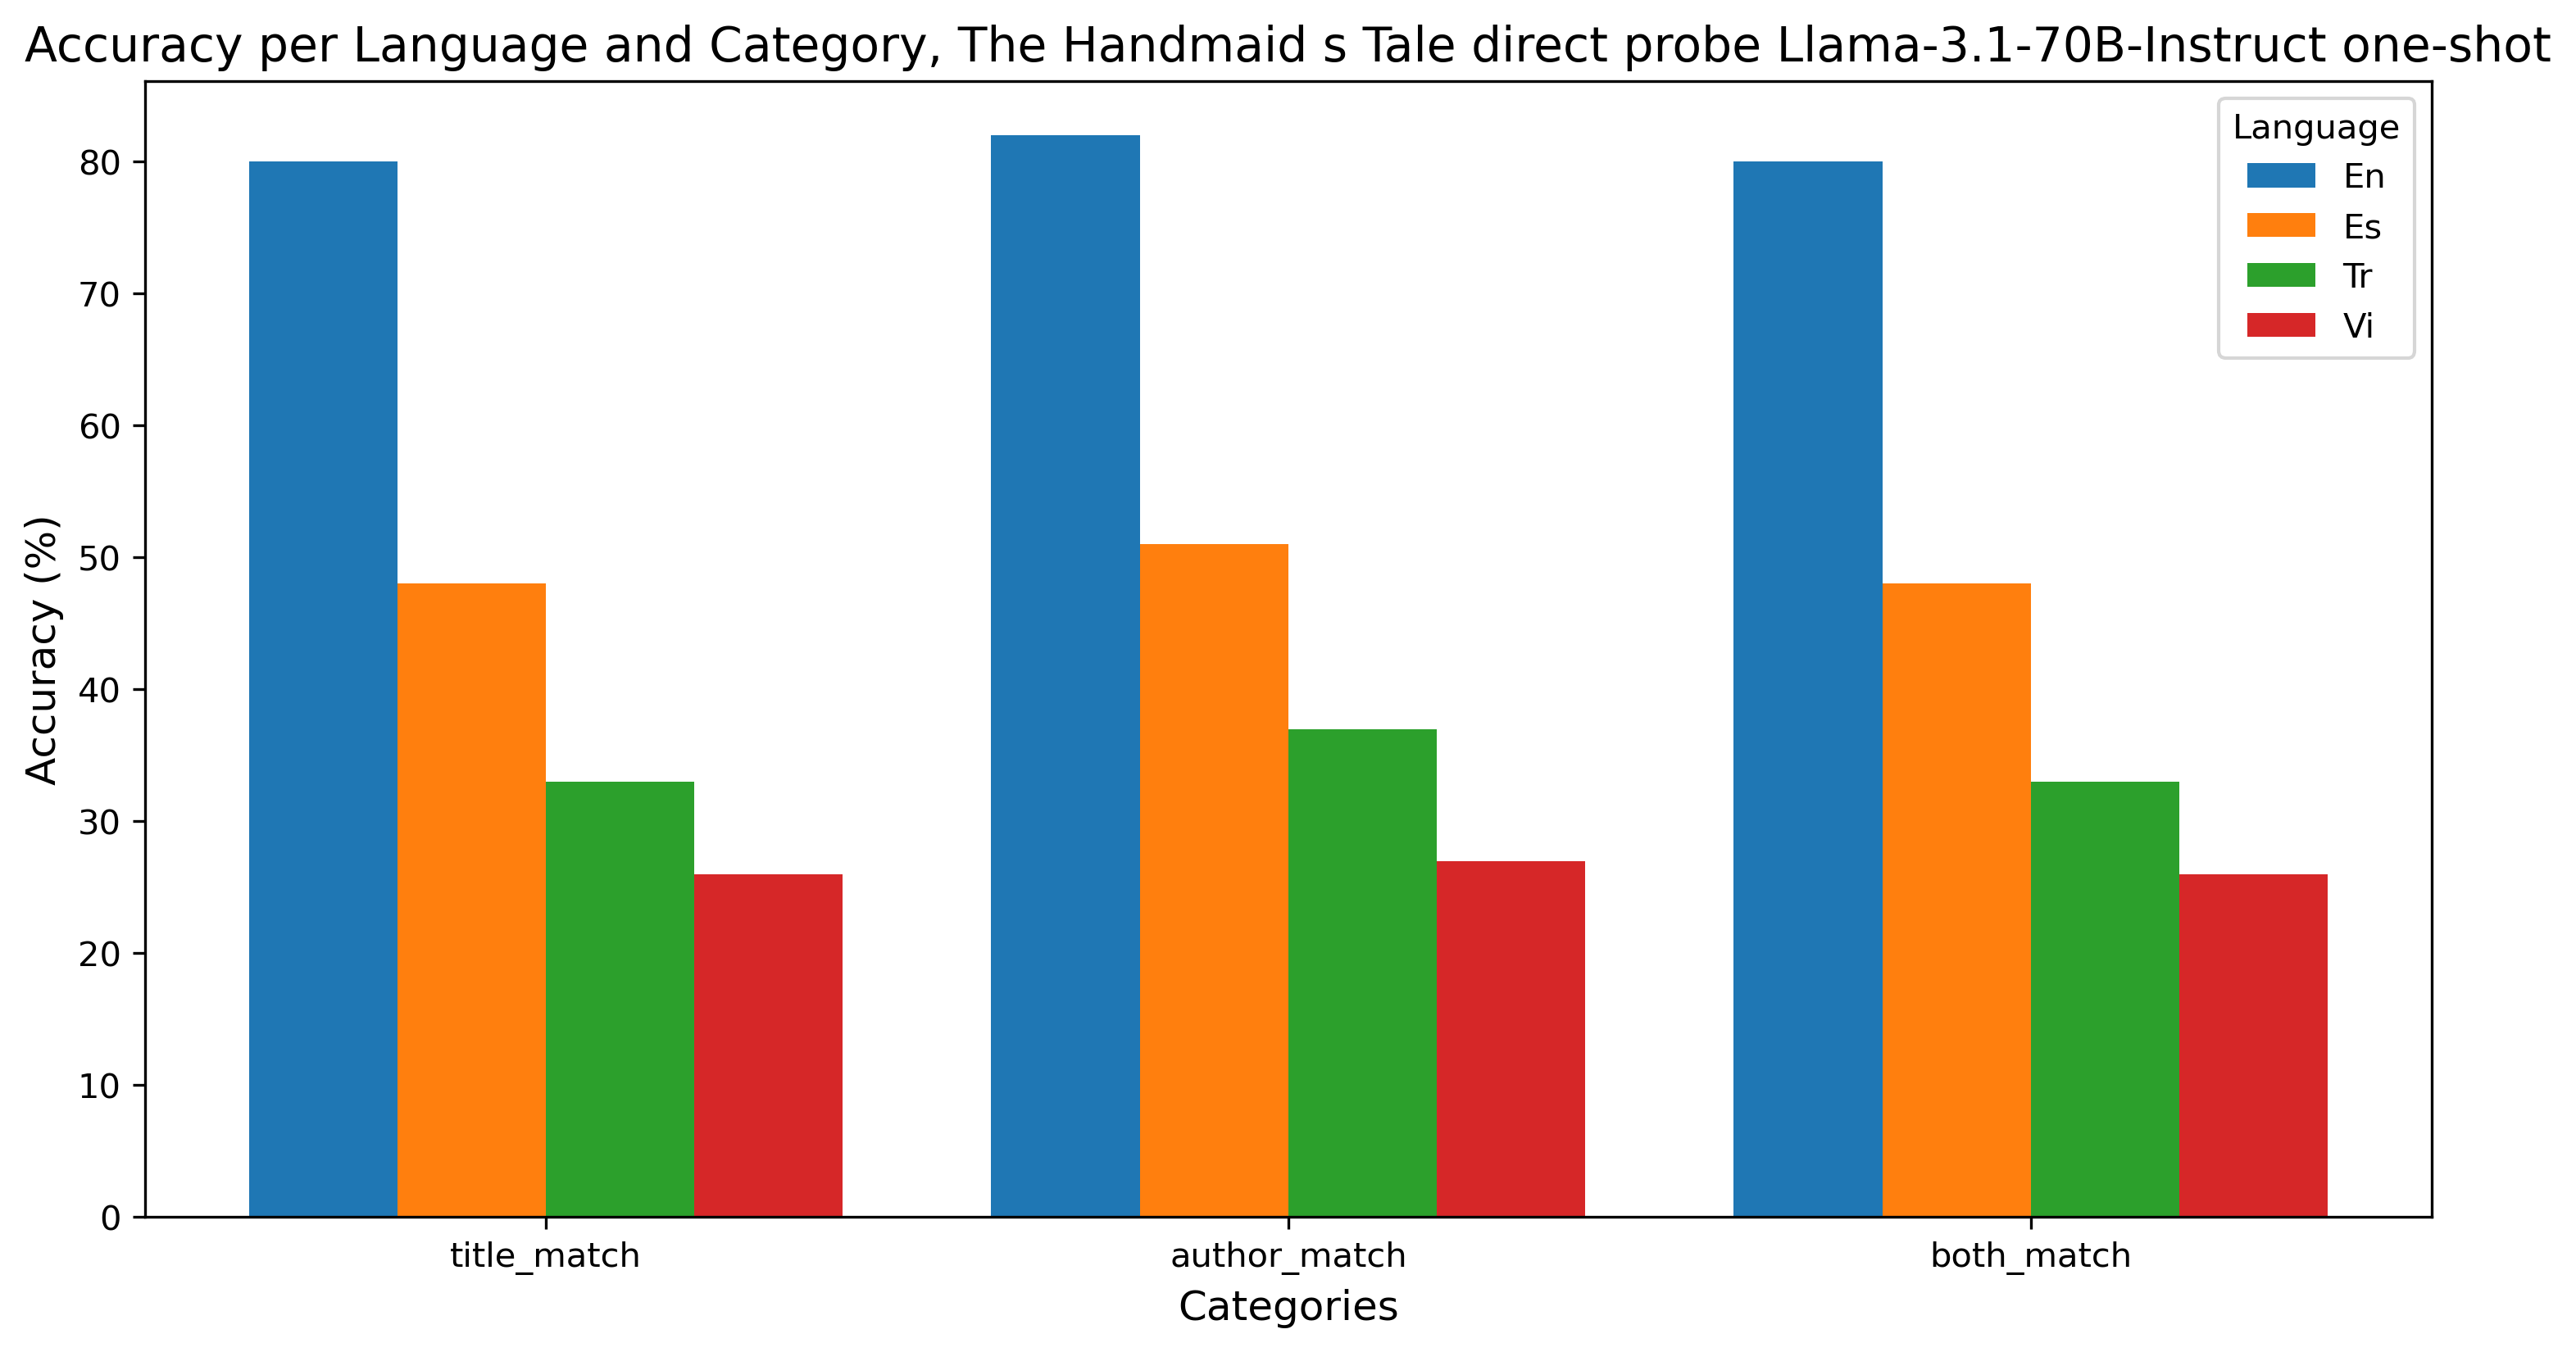 Accuracy per Language and Category, The Handmaid s Tale direct probe Llama-3.1-70B-Instruct one-shot
Language
En
Es
Tr
Vi
Accuracy (%)
80
70
60
50
40
30
20
10
0
title_match
author_match
both_match
Categories